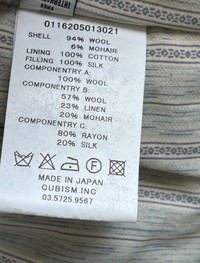 0116205013021
SHELL 94% WOOL
6% MOHAIR
LINING 100% COTTON
FILLING 100% SILK
COMPONENTRY A:
100% WOOL
COMPONENTRY B:
57% WOOL
23% LINEN
20% MOHAIR
COMPONENTRY C:
80% RAYON
20% SILK
F
MADE IN JAPAN
CUBISM.INC
03.5725.9567